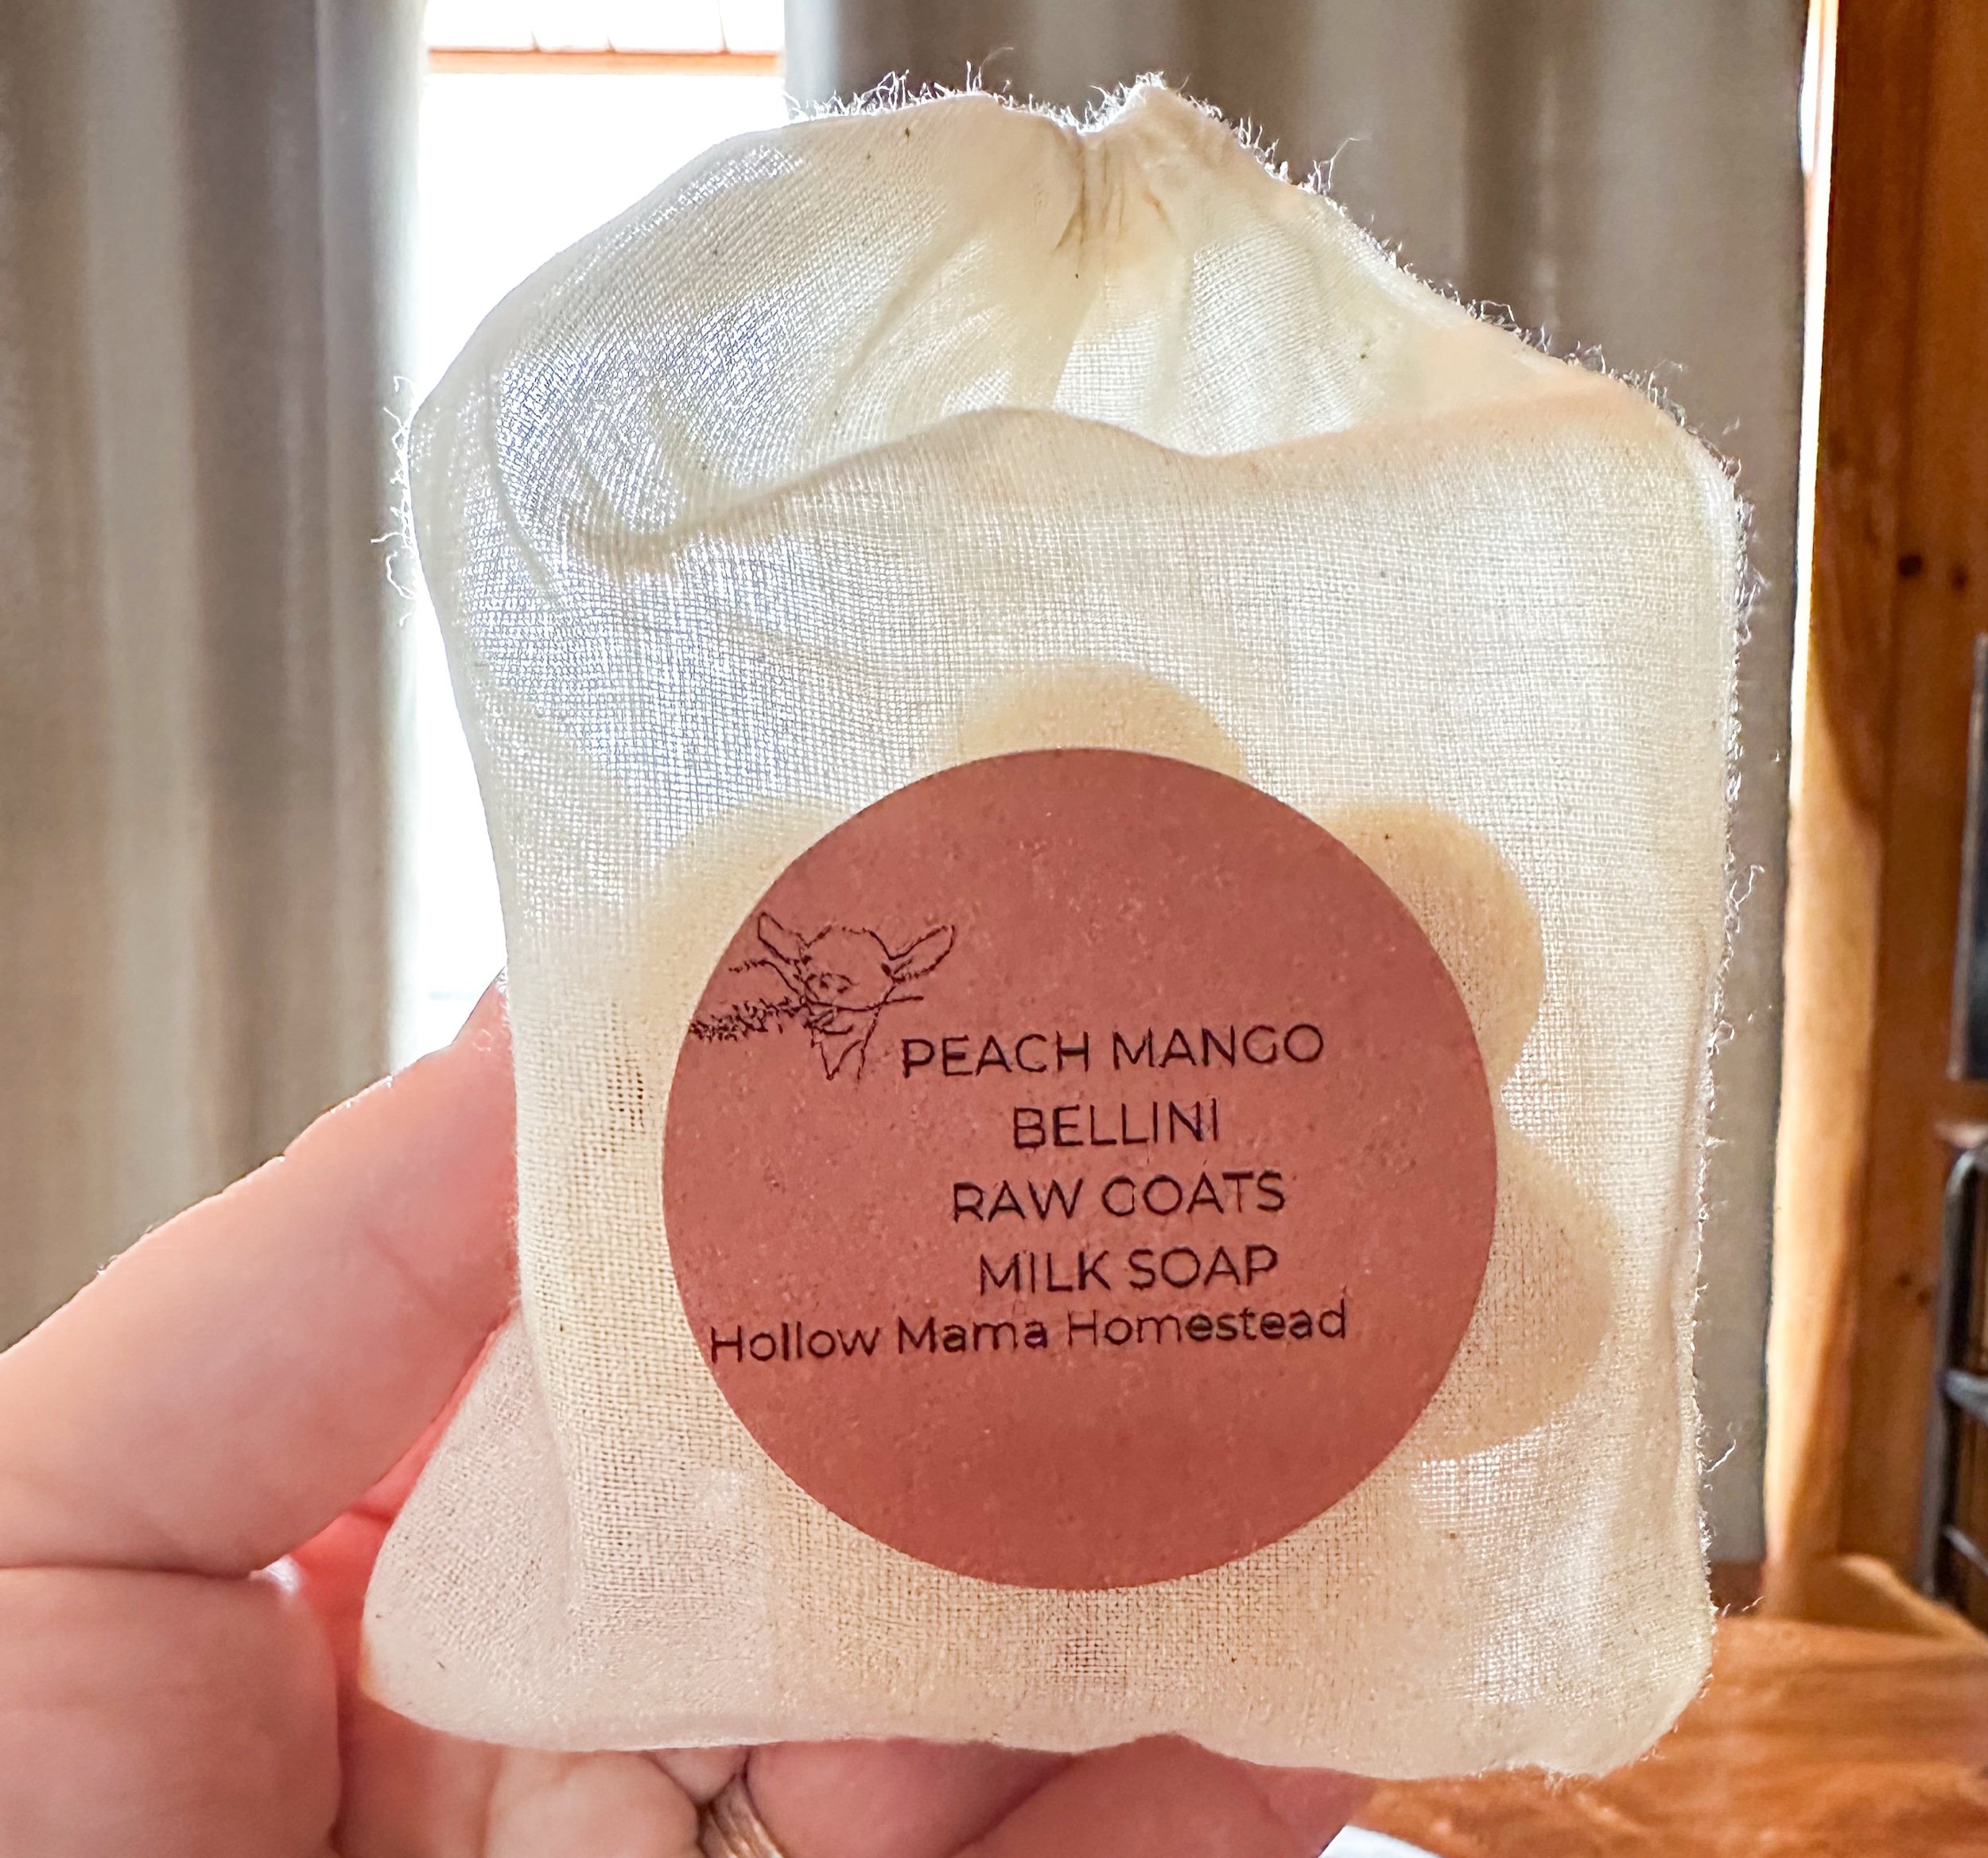 PEACH MANGO
BELLINI
RAW GOATS
MILK SOAP
Hollow Mama Homestead